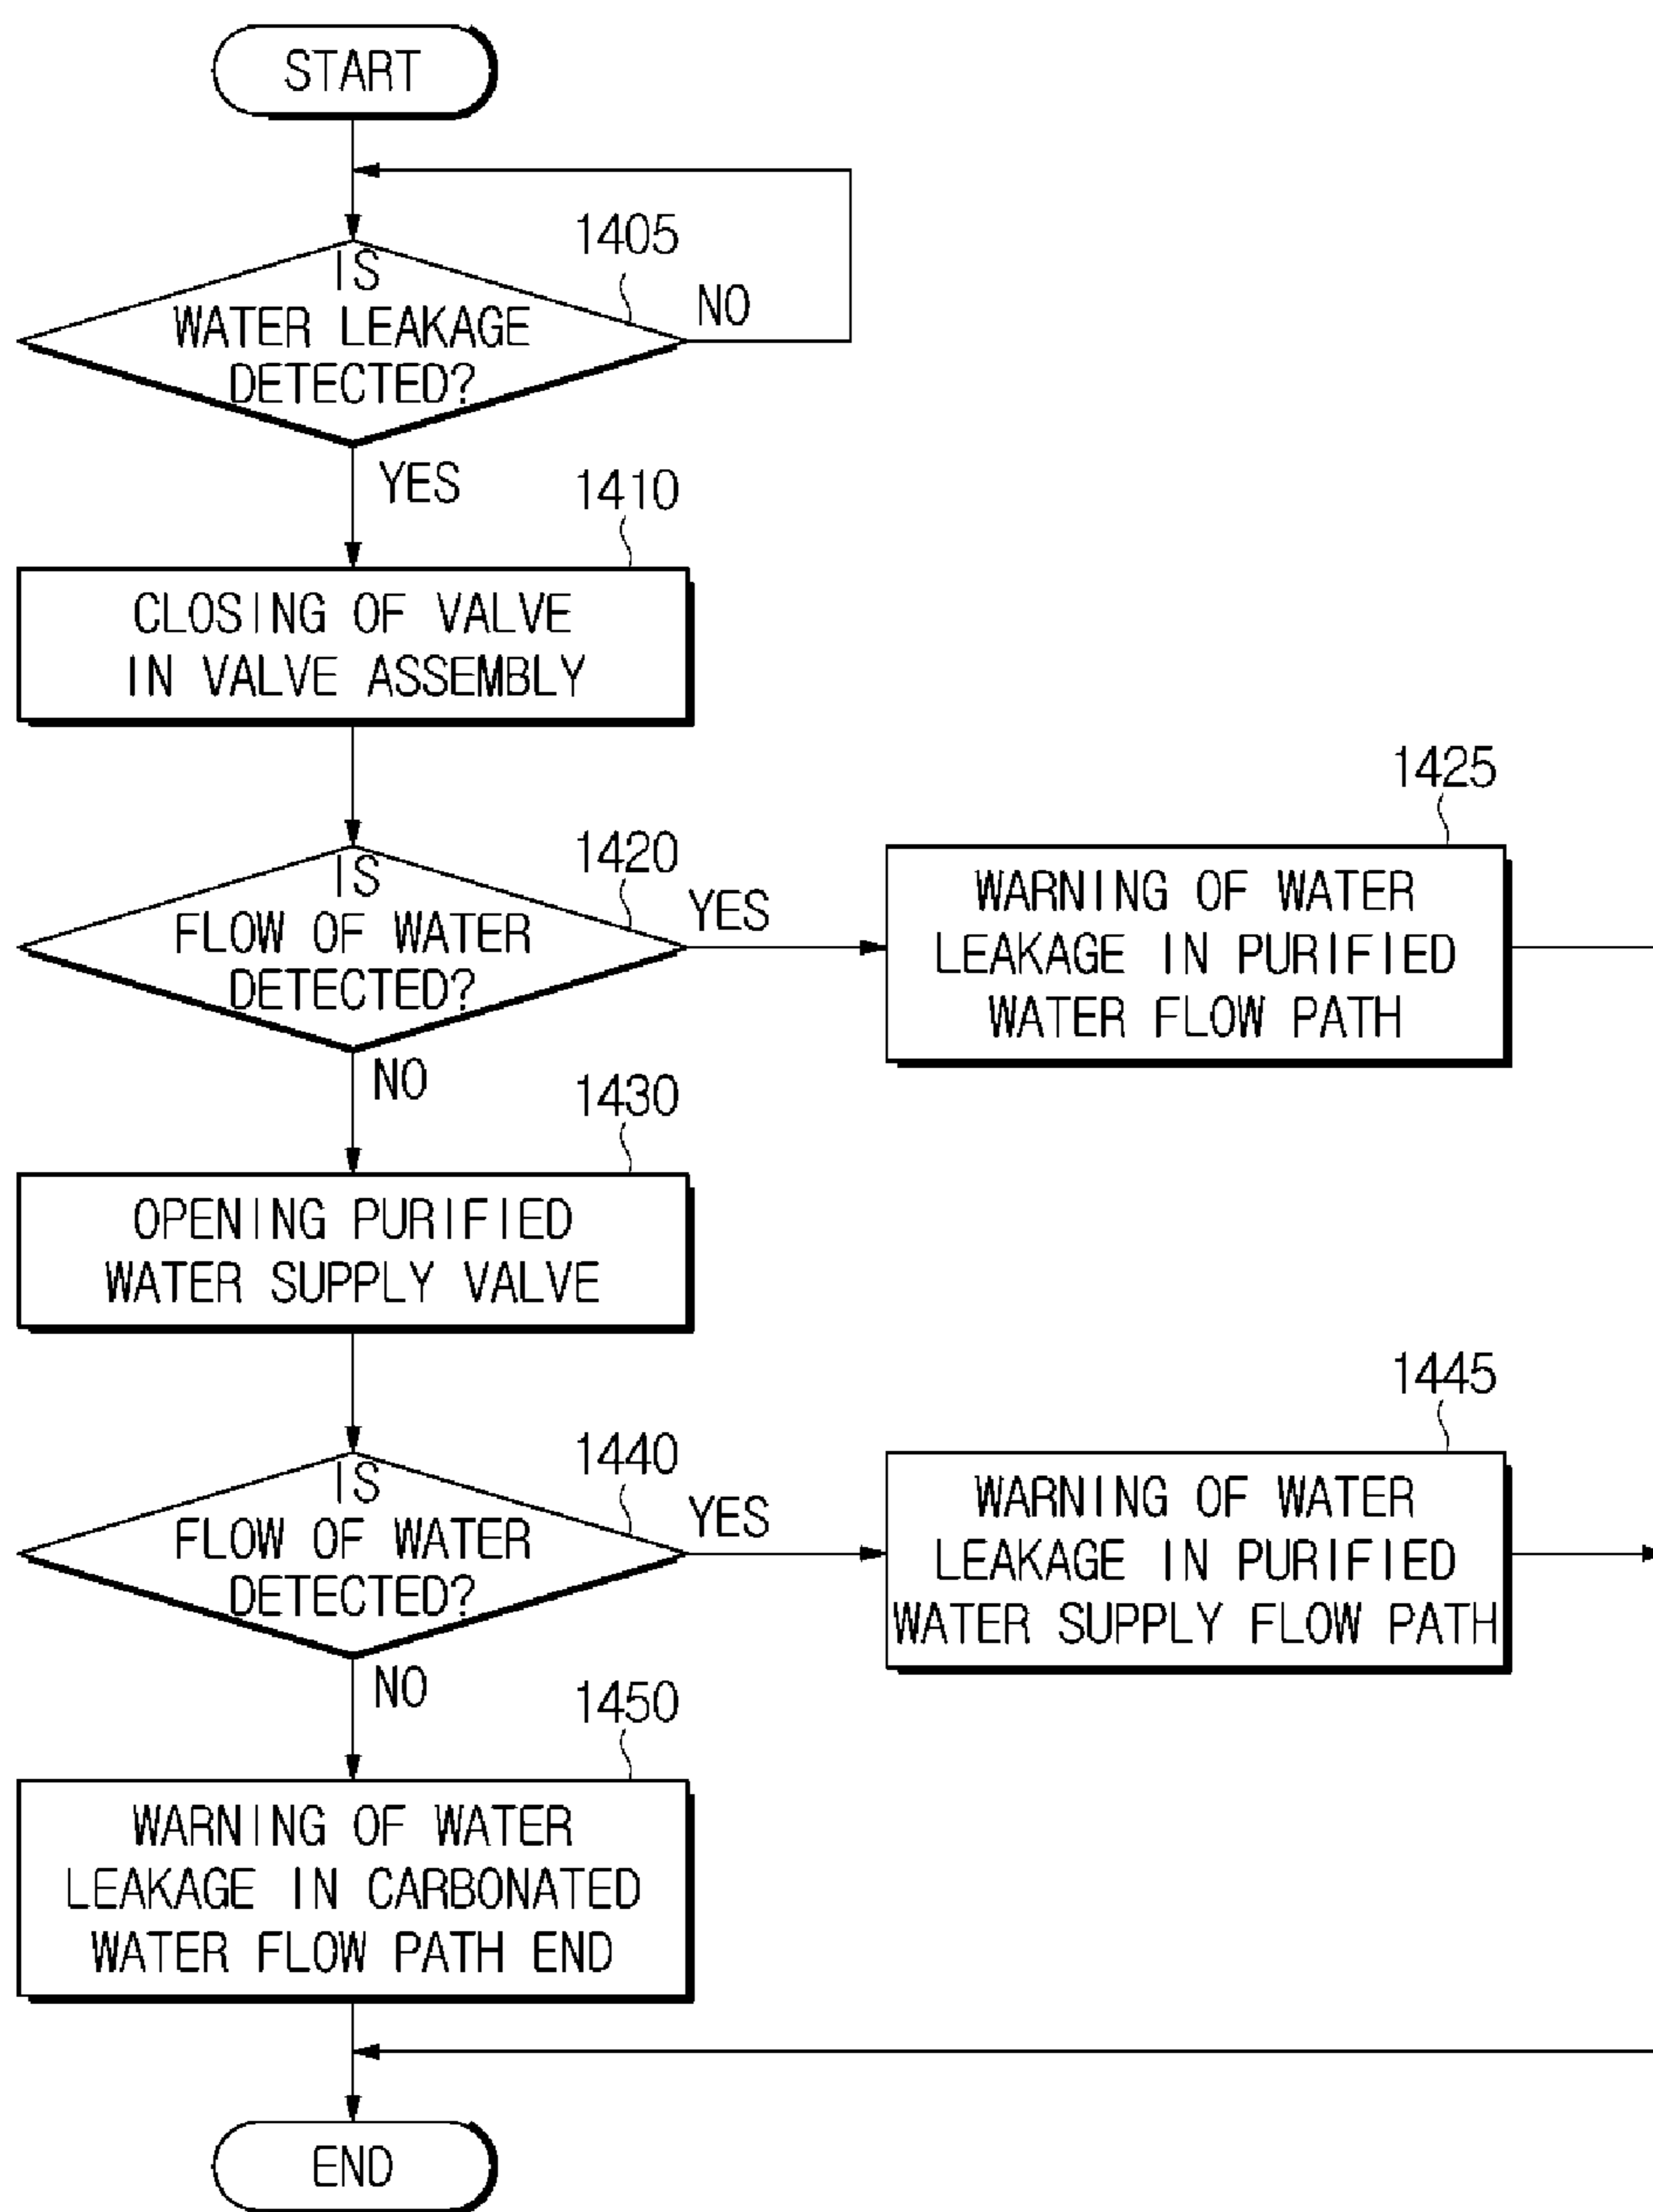 START
1405
IS
WATER LEAKAGE
DETECTED?
NO
YES
1410
CLOSING OF VALVE
IN VALVE ASSEMBLY
1420
IS
FLOW OF WATER
DETECTED?
YES
1425
WARNING OF WATER
LEAKAGE IN PURIFIED
WATER FLOW PATH
NO
1430
OPENING PURIFIED
WATER SUPPLY VALVE
1440
IS
FLOW OF WATER
DETECTED?
YES
1445
WARNING OF WATER
LEAKAGE IN PURIFIED
WATER SUPPLY FLOW PATH
NO
1450
WARNING OF WATER
LEAKAGE IN CARBONATED
WATER FLOW PATH END
END